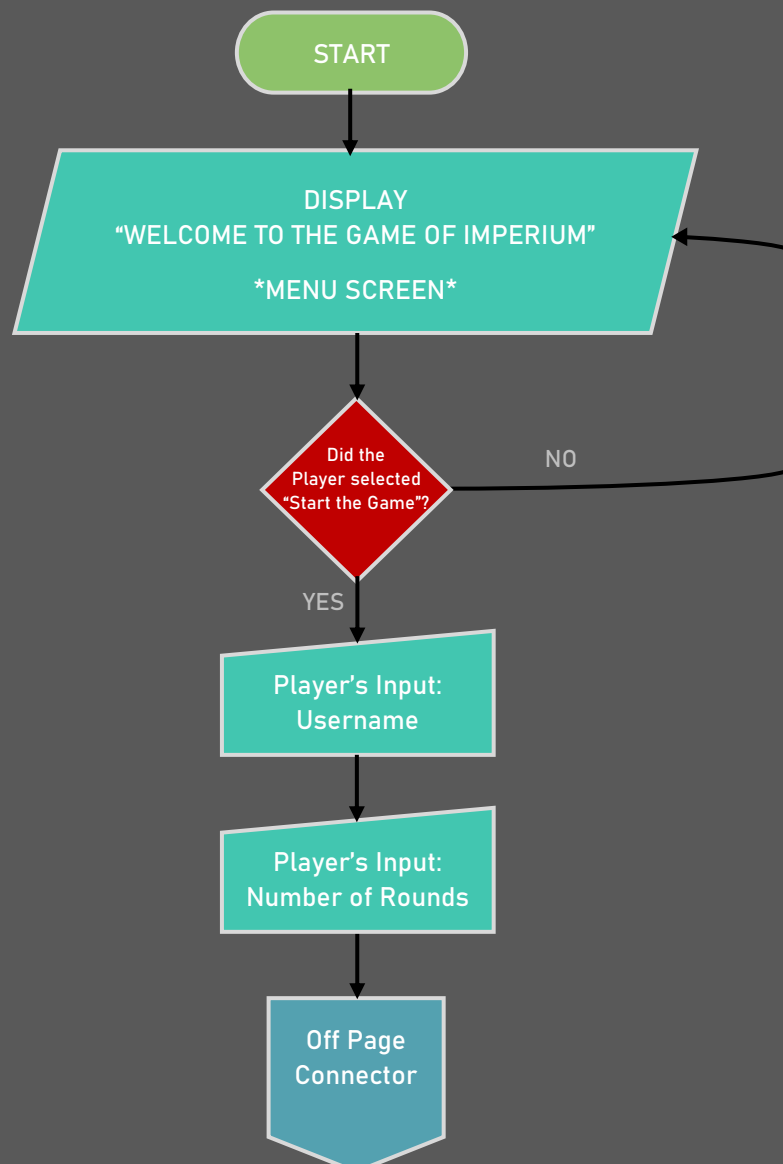 START
DISPLAY
“WELCOME TO THE GAME OF IMPERIUM”
*MENU SCREEN*
Did the
Player selected
“Start the Game”?
NO
YES
Player’s Input:
Username
Player’s Input:
Number of Rounds
Off Page
Connector